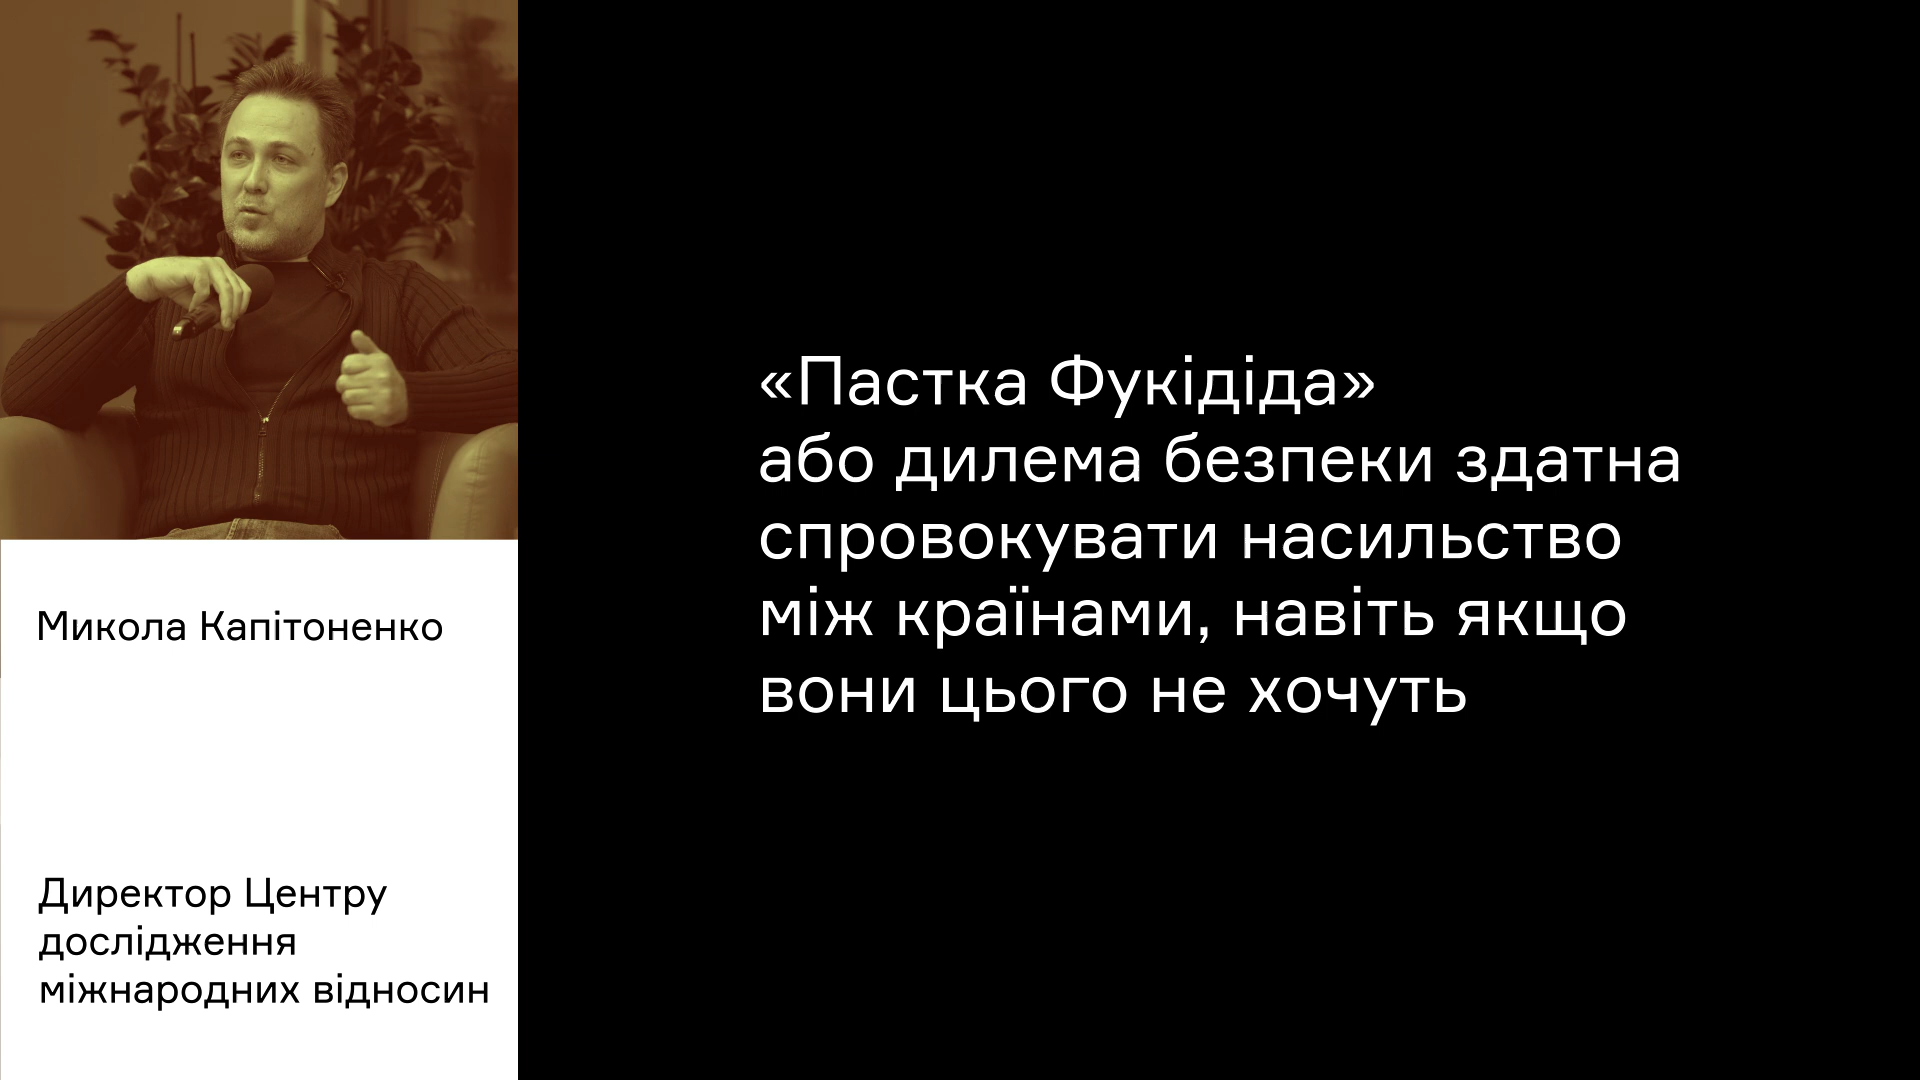 Микола Капітоненко
Директор Центру
дослідження
міжнародних відносин
«Пастка Фукідіда»
або дилема безпеки здатна
спровокувати насильство
між країнами, навіть якщо
вони цього не хочуть